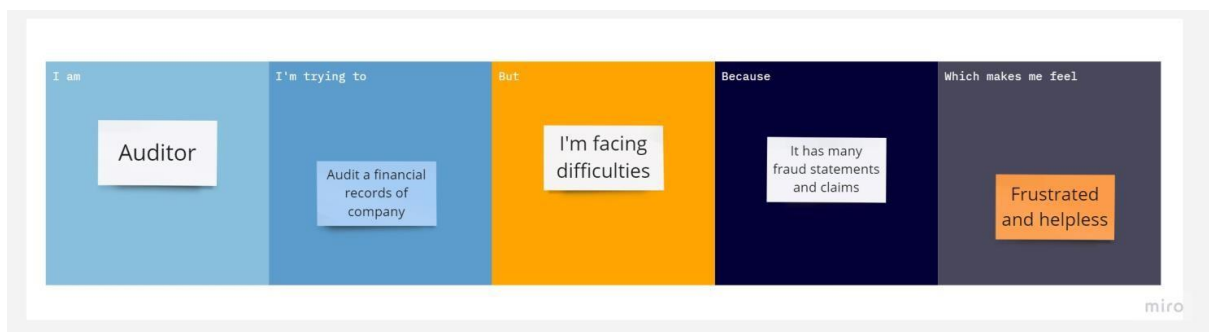 I am
Auditor
I'm trying to
Audit a financial
records of
company
But
I'm facing
difficulties
Because
It has many
fraud statements
and claims
Which makes me feel
Frustrated
and helpless
miro